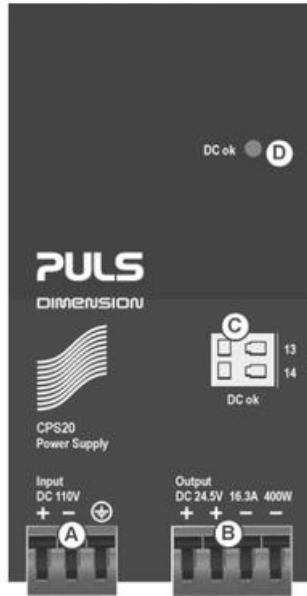 DC ok D
PULS
DIMENSION
C
13
14
DC ok
CPS20
Power Supply
Input
DC 110V
+ −
A
Output
DC 24.5V 16.3A 400W
+ + − −
B